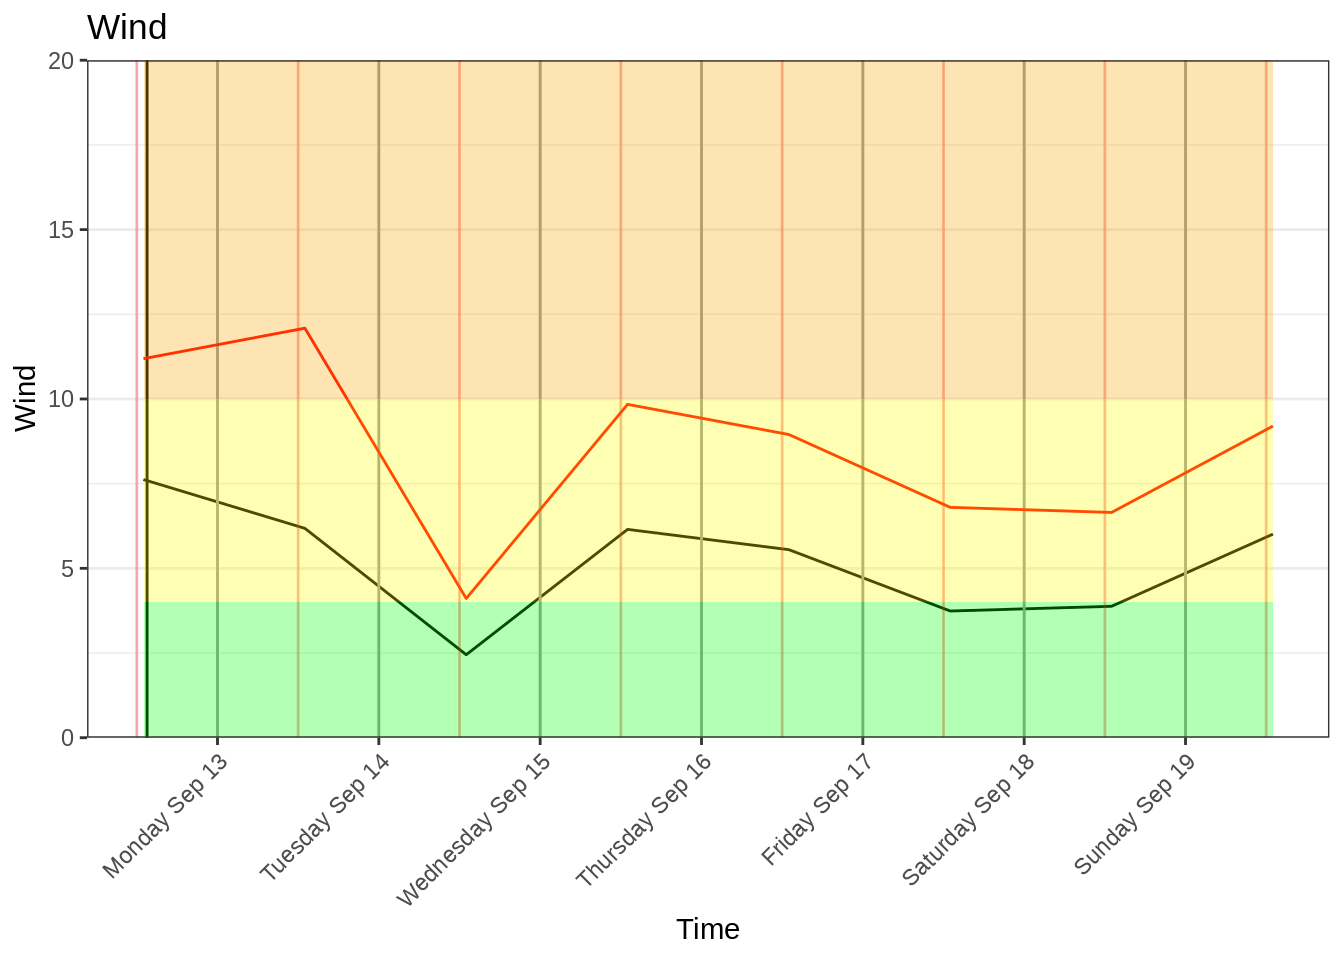 Wind
20
15
10
5
0
Wind
Monday Sep 13
Tuesday Sep 14
Wednesday Sep 15
Thursday Sep 16
Friday Sep 17
Saturday Sep 18
Sunday Sep 19
Time